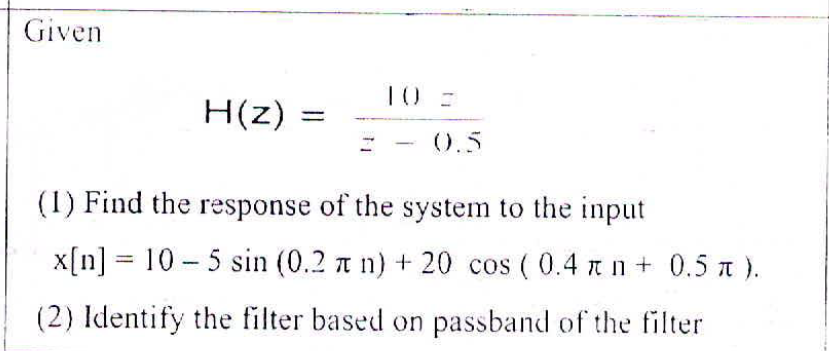 Given
10 z
H(z) =
z - 0.5
(1) Find the response of the system to the input
x[n] = 10 – 5 sin (0.2 π n) + 20 cos ( 0.4 π n + 0.5 π ).
(2) Identify the filter based on passband of the filter